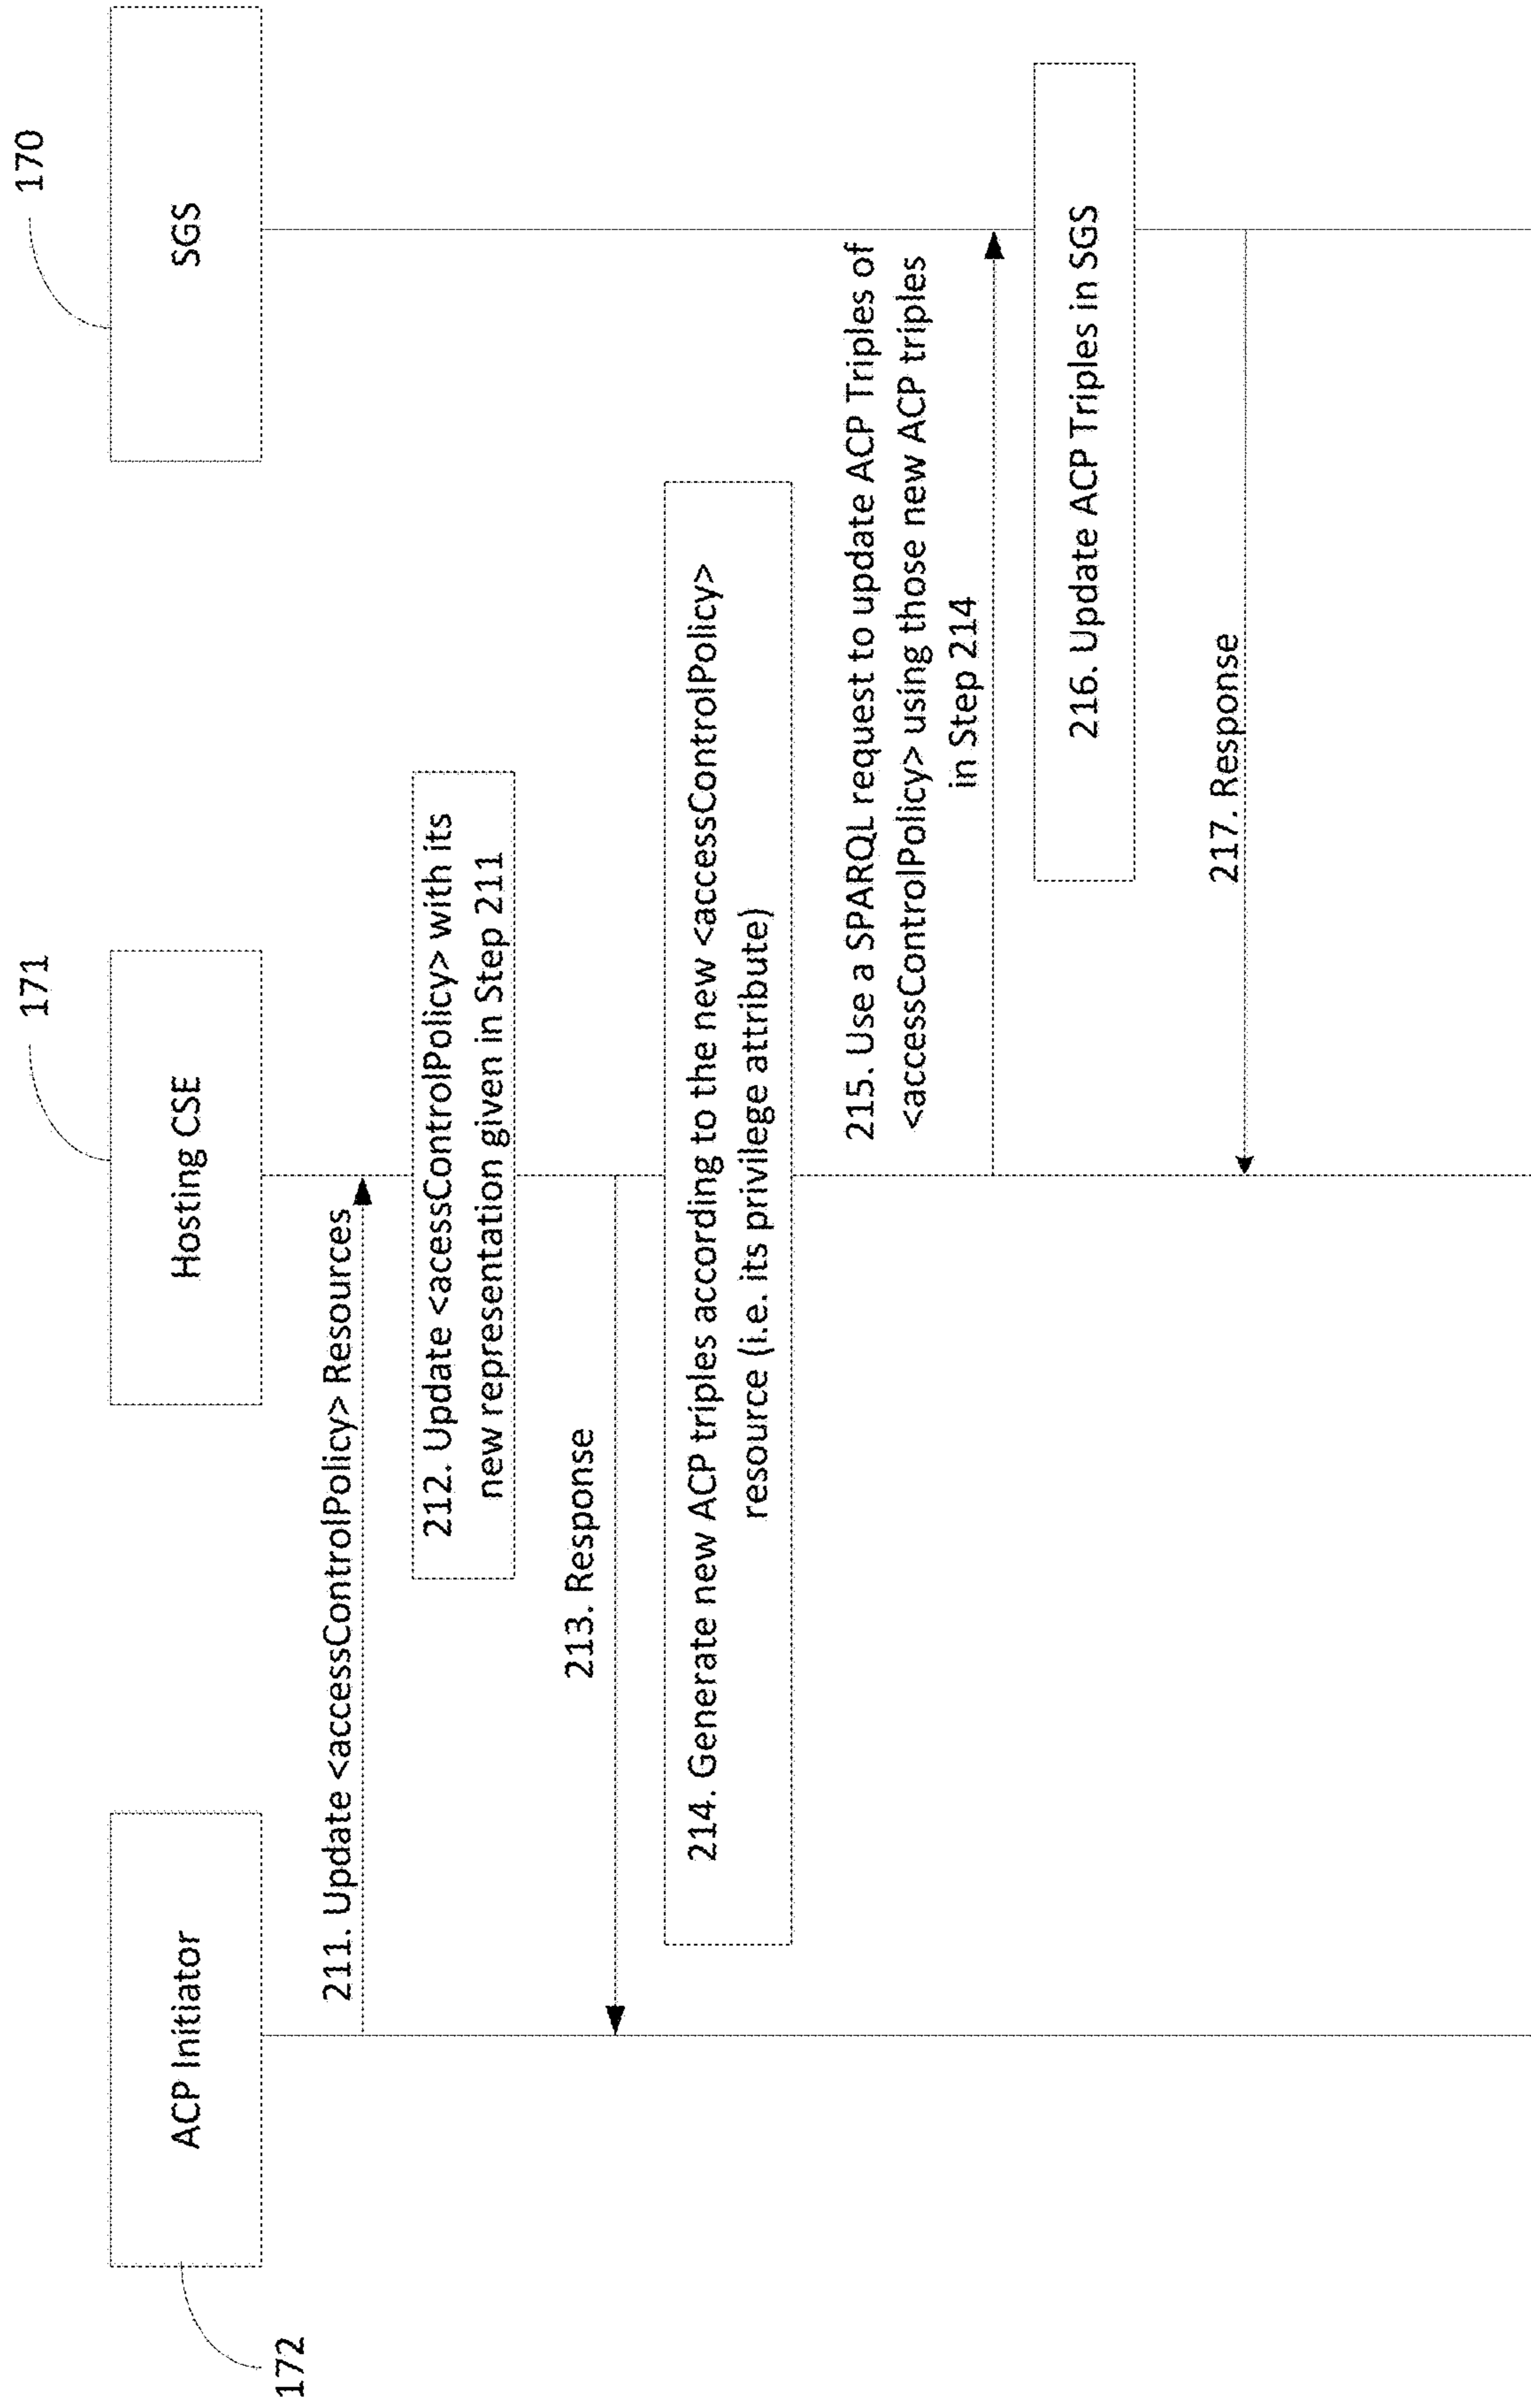 172
ACP Initiator
171
Hosting CSE
170
SGS
211. Update <accessControlPolicy> Resources
212. Update <acessControlPolicy> with its
new representation given in Step 211
213. Response
214. Generate new ACP triples according to the new <accessControlPolicy>
resource (i.e. its privilege attribute)
215. Use a SPARQL request to update ACP Triples of
<accessControlPolicy> using those new ACP triples
in Step 214
216. Update ACP Triples in SGS
217. Response